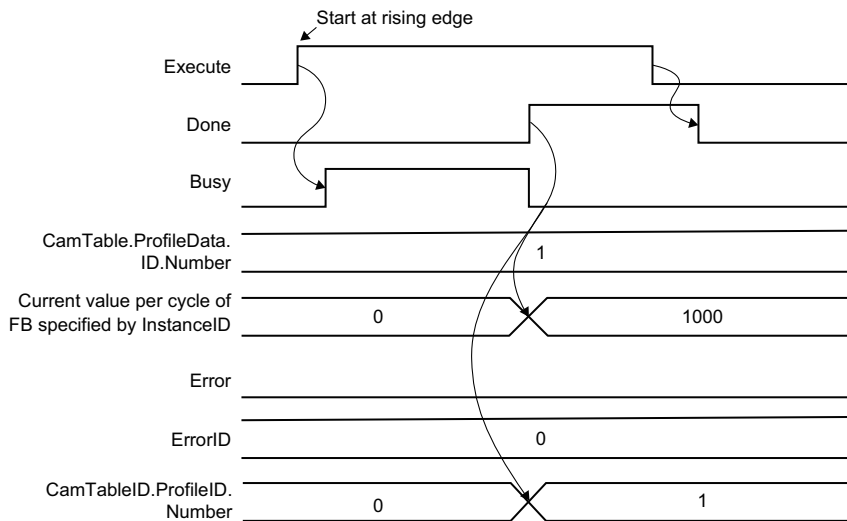 Start at rising edge
Execute
Done
Busy
CamTable.ProfileData.
ID.Number
1
Current value per cycle of
FB specified by InstanceID
0
1000
Error
ErrorID
0
CamTableID.ProfileID.
Number
0
1